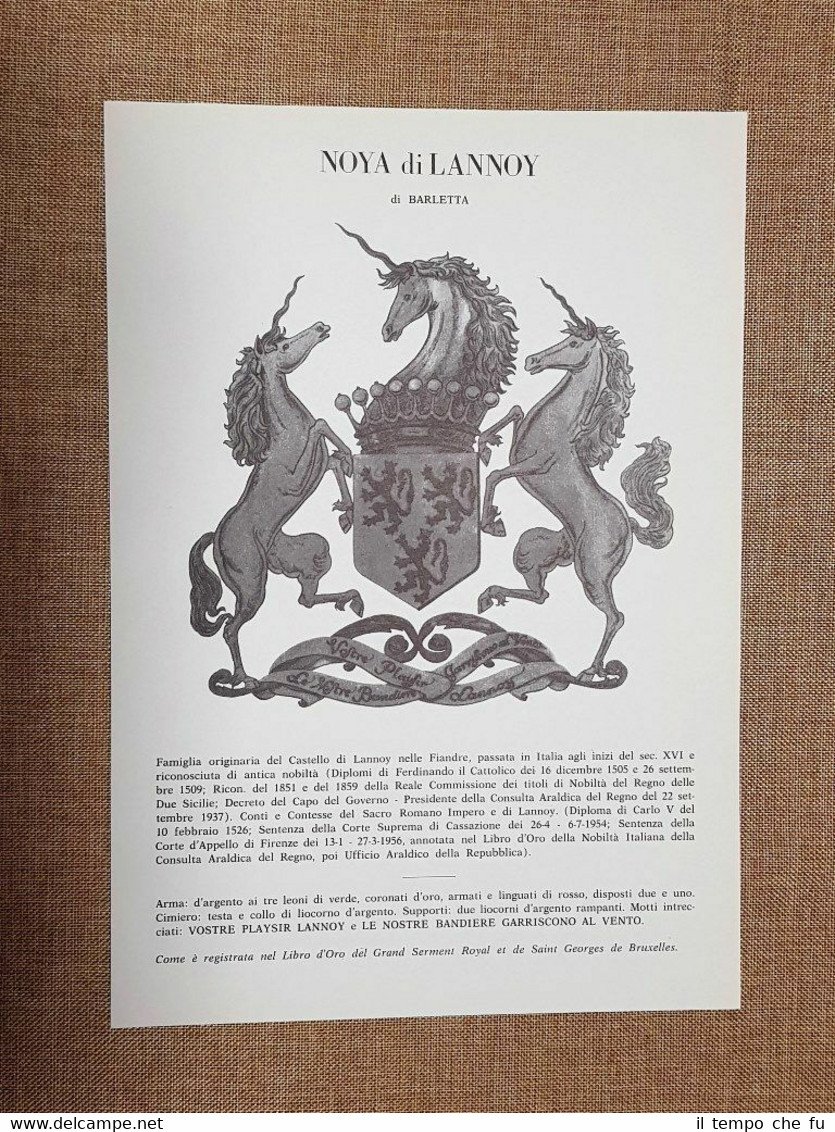 NOYA di LANNOY
di BARLETTA
Vostre Playsir
Lannoy
Le Nostre Bandiere
Famiglia originaria del Castello di Lannoy nelle Fiandre, passata in Italia agli inizi del sec. XVI e
riconosciuta di antica nobiltà (Diplomi di Ferdinando il Cattolico dei 16 dicembre 1505 e 26 settem-
bre 1509; Ricon. del 1851 e del 1859 della Reale Commissione dei titoli di Nobiltà del Regno delle
Due Sicilie; Decreto del Capo del Governo - Presidente della Consulta Araldica del Regno del 22 set-
tembre 1937). Conti e Contesse del Sacro Romano Impero e di Lannoy. (Diploma di Carlo V del
10 febbraio 1526; Sentenza della Corte Suprema di Cassazione dei 26-4 - 6-7-1954; Sentenza della
Corte d'Appello di Firenze dei 13-1 - 27-3-1956, annotata nel Libro d'Oro della Nobiltà Italiana della
Consulta Araldica del Regno, poi Ufficio Araldico della Repubblica).
Arma: d'argento ai tre leoni di verde, coronati d'oro, armati e linguati di rosso, disposti due e uno.
Cimiero: testa e collo di liocorno d'argento. Supporti: due liocorni d'argento rampanti. Motti intrec-
ciati: VOSTRE PLAYSIR LANNOY e LE NOSTRE BANDIERE GARRISCONO AL VENTO.
Come è registrata nel Libro d'Oro del Grand Serment Royal et de Saint Georges de Bruxelles.
il tempo che fu